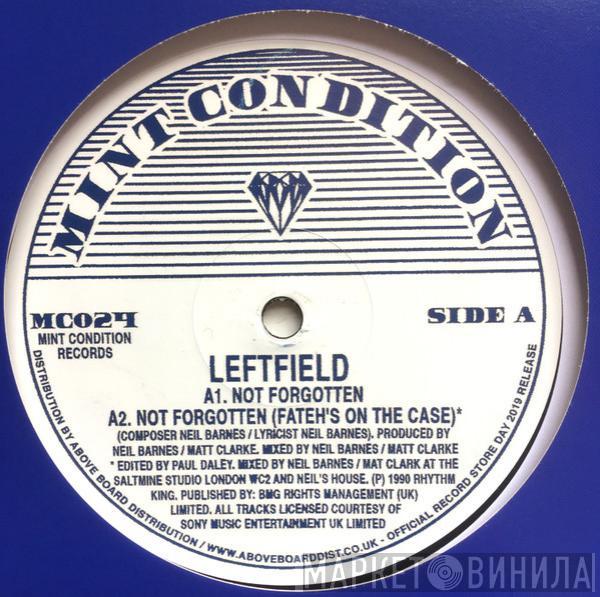 MINT CONDITION
MC024
MINT CONDITION
RECORDS
SIDE A
LEFTFIELD
A1. NOT FORGOTTEN
A2. NOT FORGOTTEN (FATEH'S ON THE CASE)*
(COMPOSER NEIL BARNES / LYRICIST NEIL BARNES). PRODUCED BY
NEIL BARNES / MATT CLARKE. MIXED BY NEIL BARNES / MATT CLARKE
* EDITED BY PAUL DALEY. MIXED BY NEIL BARNES / MAT CLARK AT THE
SALTMINE STUDIO LONDON WC2 AND NEIL'S HOUSE. (P) 1990 RHYTHM
KING. PUBLISHED BY: BMG RIGHTS MANAGEMENT (UK)
LIMITED. ALL TRACKS LICENSED COURTESY OF
SONY MUSIC ENTERTAINMENT UK LIMITED
DISTRIBUTION BY ABOVE BOARD DISTRIBUTION / WWW.ABOVEBOARDDIST.CO.UK - OFFICIAL RECORD STORE DAY 2019 RELEASE
МАРКЕТ ВИНИЛА